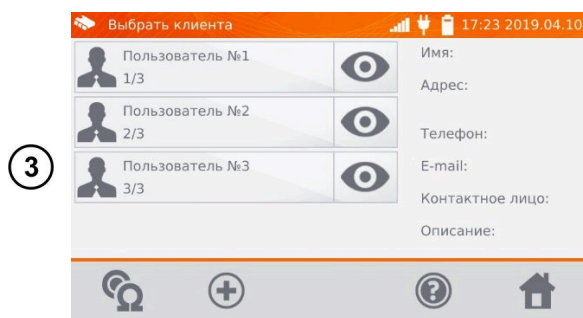 Выбрать клиента
17:23 2019.04.10
Пользователь №1
1/3
Пользователь №2
2/3
3
Пользователь №3
3/3
Имя:
Адрес:
Телефон:
E-mail:
Контактное лицо:
Описание: